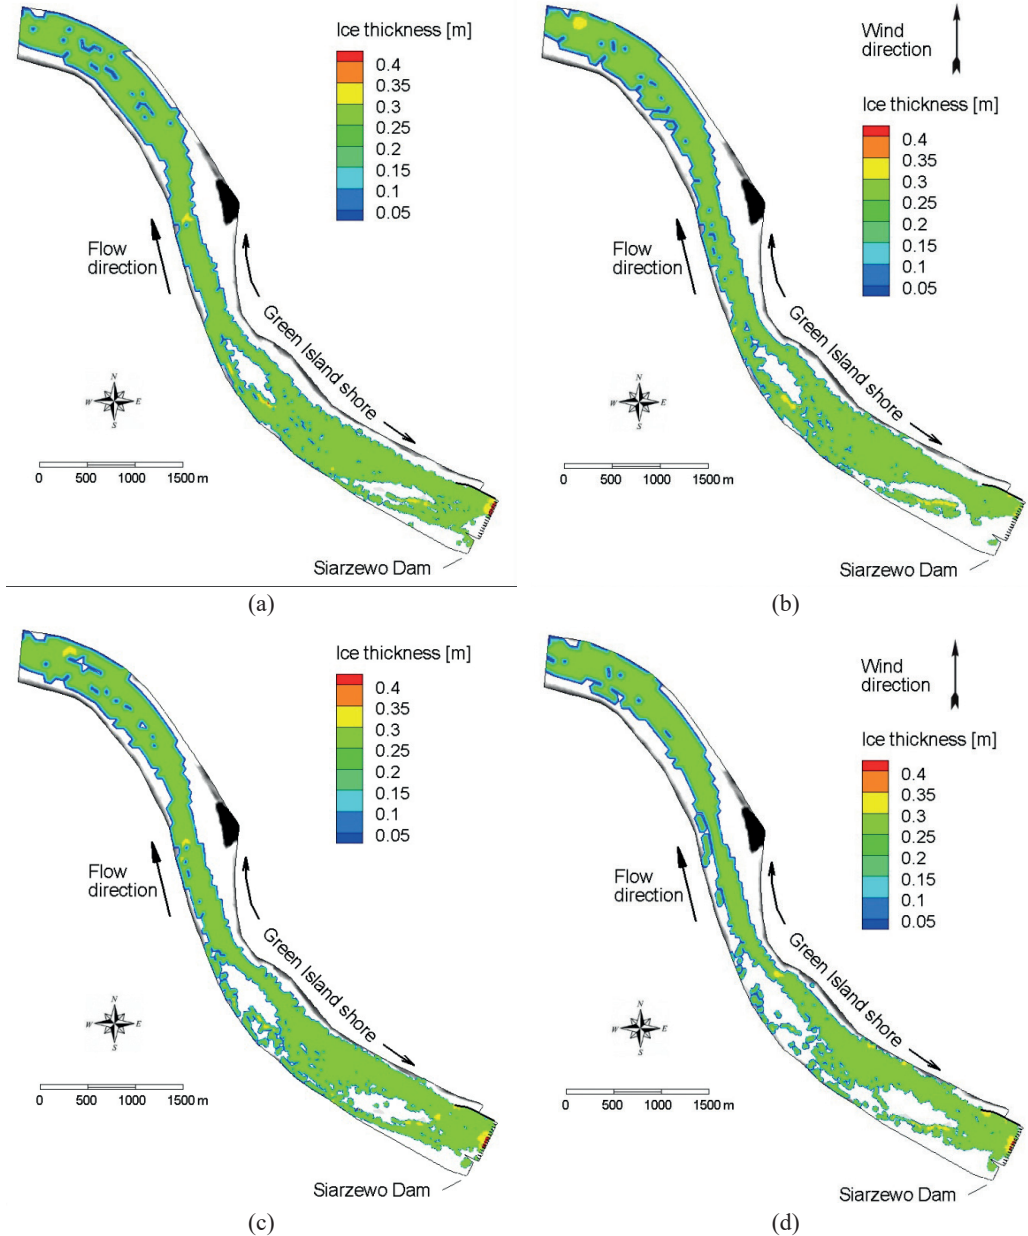 Ice thickness [m]
0.4
0.35
0.3
0.25
0.2
0.15
0.1
0.05
Flow
direction
Green Island shore
N
W E
S
0 500 1000 1500 m
Siarzewo Dam
(a)
Wind
direction
Ice thickness [m]
0.4
0.35
0.3
0.25
0.2
0.15
0.1
0.05
Flow
direction
Green Island shore
N
W E
S
0 500 1000 1500 m
Siarzewo Dam
(b)
Ice thickness [m]
0.4
0.35
0.3
0.25
0.2
0.15
0.1
0.05
Flow
direction
Green Island shore
N
W E
S
0 500 1000 1500 m
Siarzewo Dam
(c)
Wind
direction
Ice thickness [m]
0.4
0.35
0.3
0.25
0.2
0.15
0.1
0.05
Flow
direction
Green Island shore
N
W E
S
0 500 1000 1500 m
Siarzewo Dam
(d)